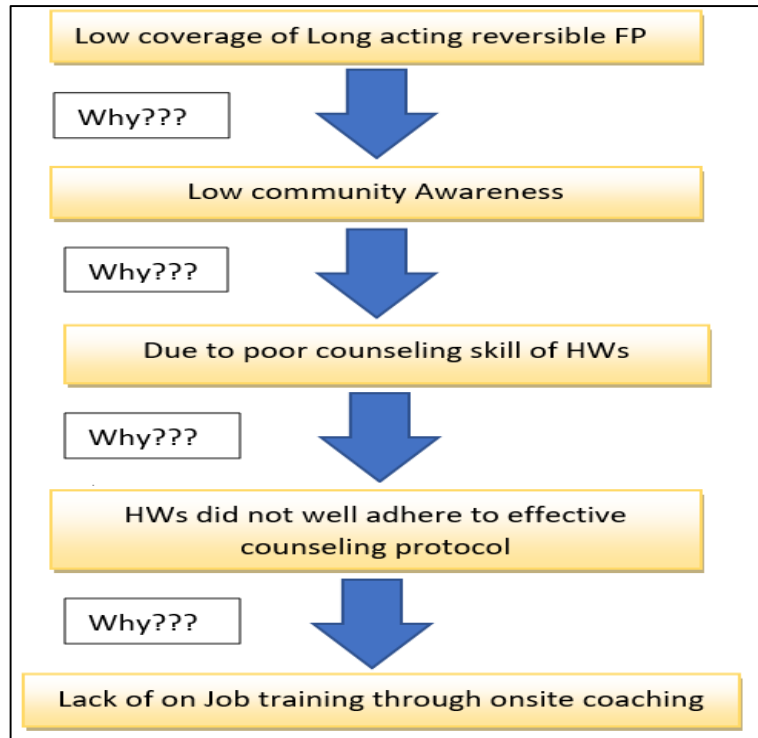 Low coverage of Long acting reversible FP
Why???
Low community Awareness
Why???
Due to poor counseling skill of HWs
Why???
HWs did not well adhere to effective
counseling protocol
Why???
Lack of on Job training through onsite coaching